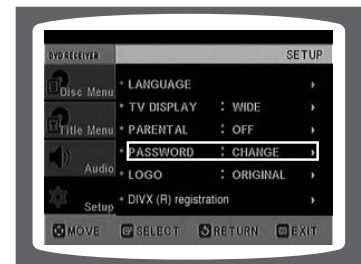 DVD RECEIVER SETUP
Disc Menu
Title Menu
Audio
Setup
LANGUAGE
TV DISPLAY : WIDE
PARENTAL : OFF
PASSWORD : CHANGE
LOGO : ORIGINAL
DIVX (R) registration
MOVE SELECT RETURN EXIT